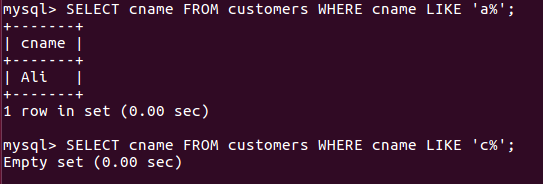 mysql> SELECT cname FROM customers WHERE cname LIKE 'a%';
+-------+
| cname |
+-------+
| Ali   |
+-------+
1 row in set (0.00 sec)

mysql> SELECT cname FROM customers WHERE cname LIKE 'c%';
Empty set (0.00 sec)